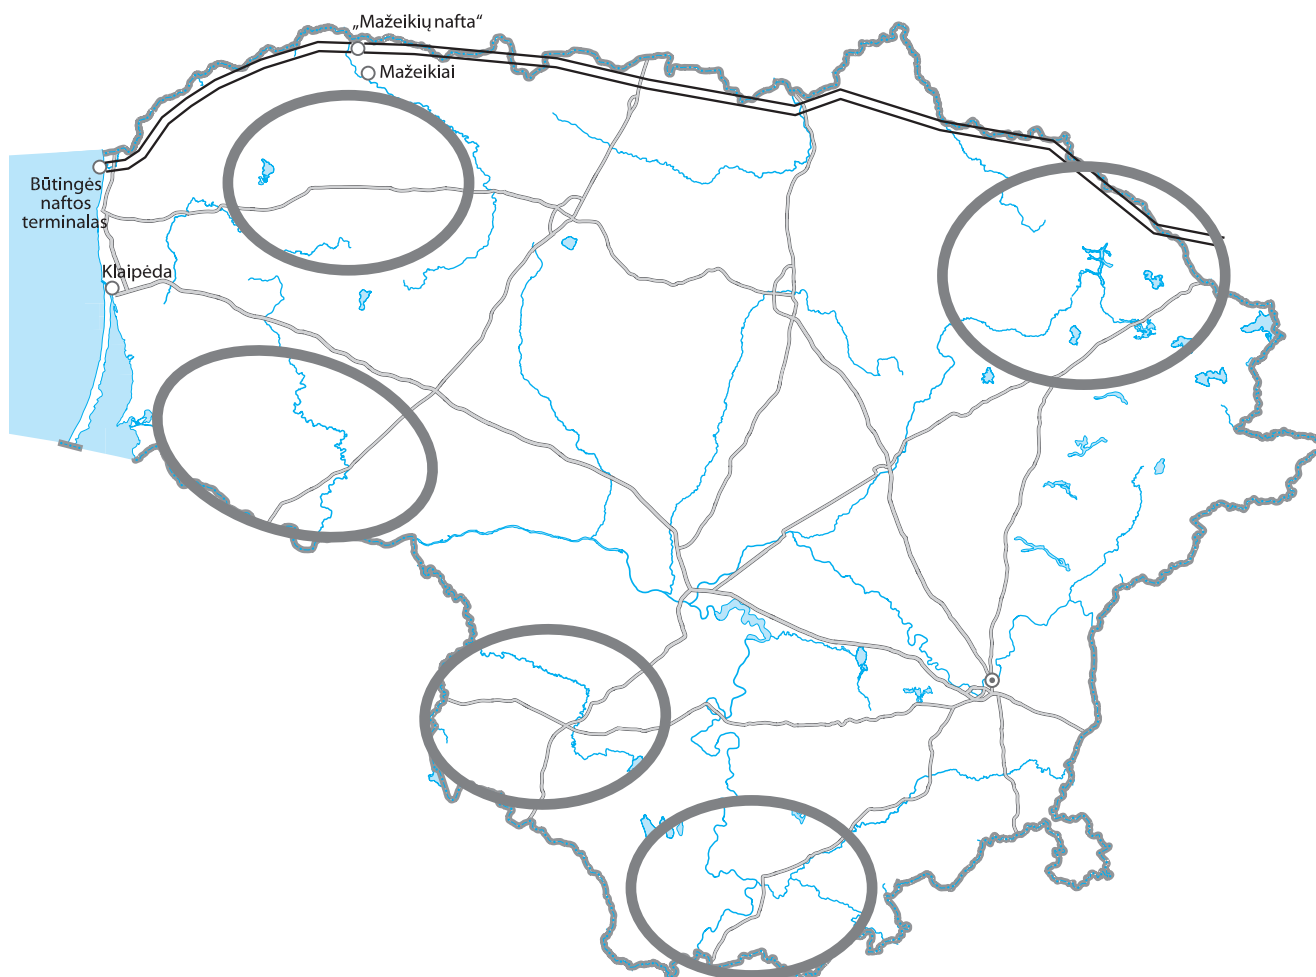 „Mažeikių nafta“
Mažeikiai
Būtingės
naftos
terminalas
Klaipėda